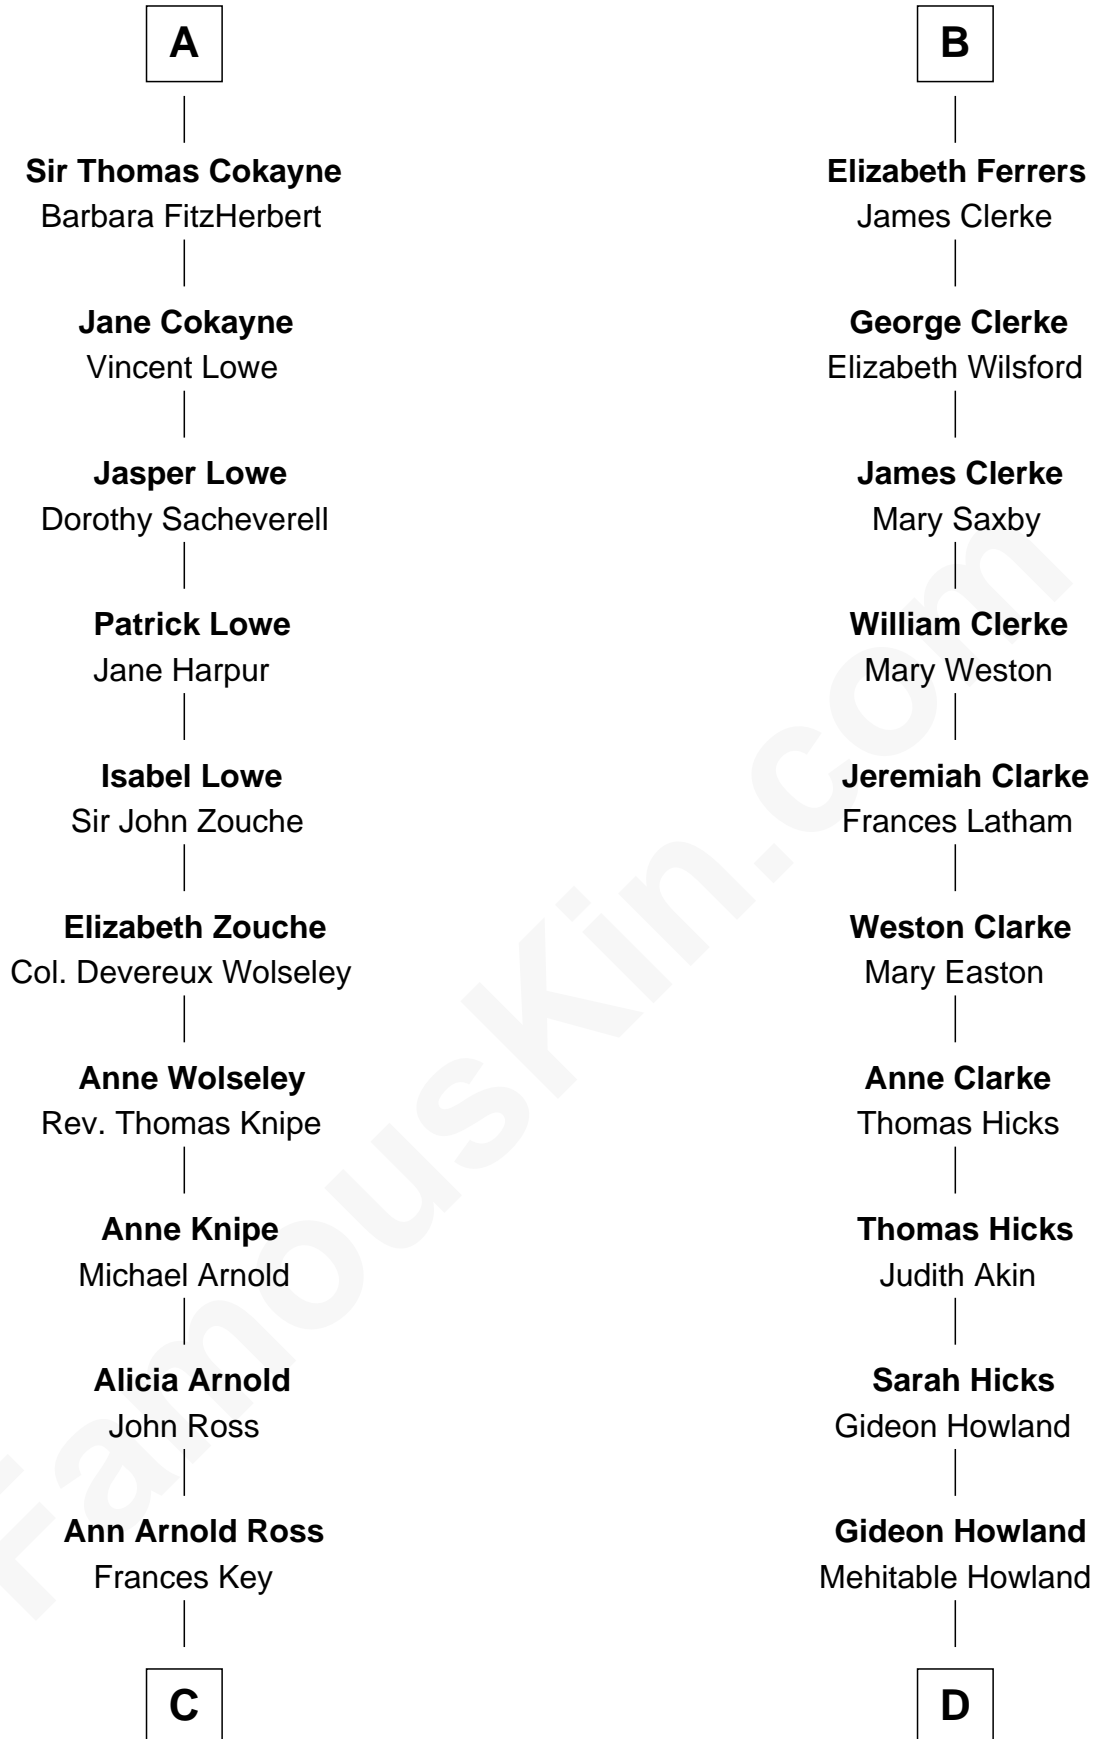 A
Sir Thomas Cokayne
Barbara FitzHerbert
Jane Cokayne
Vincent Lowe
Jasper Lowe
Dorothy Sacheverell
Patrick Lowe
Jane Harpur
Isabel Lowe
Sir John Zouche
Elizabeth Zouche
Col. Devereux Wolseley
Anne Wolseley
Rev. Thomas Knipe
Anne Knipe
Michael Arnold
Alicia Arnold
John Ross
Ann Arnold Ross
Frances Key
C
B
Elizabeth Ferrers
James Clerke
George Clerke
Elizabeth Wilsford
James Clerke
Mary Saxby
William Clerke
Mary Weston
Jeremiah Clarke
Frances Latham
Weston Clarke
Mary Easton
Anne Clarke
Thomas Hicks
Thomas Hicks
Judith Akin
Sarah Hicks
Gideon Howland
Gideon Howland
Mehitable Howland
D
FamousKin.com